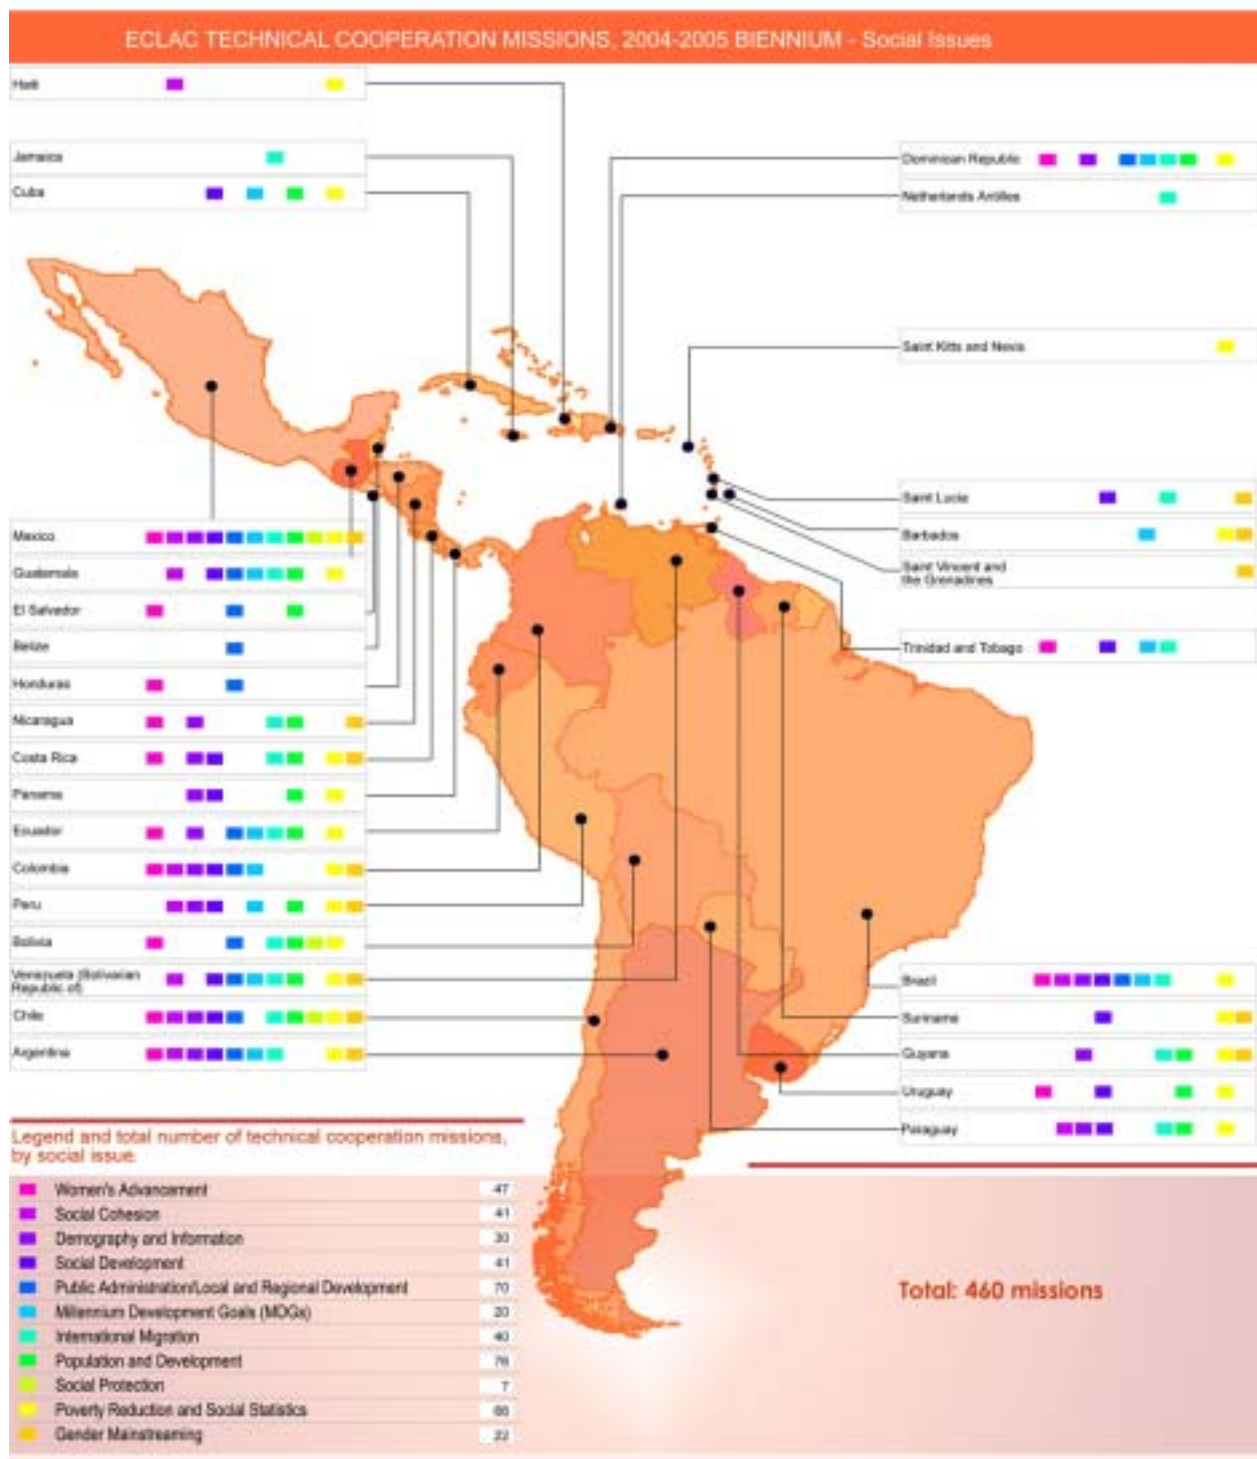 ECLAC TECHNICAL COOPERATION MISSIONS, 2004-2005 BIENNIUM - Social Issues
Haiti
Jamaica
Cuba
Dominican Republic
Netherlands Antilles
Saint Kitts and Nevis
Saint Lucia
Barbados
Saint Vincent and
the Grenadines
Trinidad and Tobago
Mexico
Guatemala
El Salvador
Belize
Honduras
Nicaragua
Costa Rica
Panama
Ecuador
Colombia
Peru
Bolivia
Venezuela (Bolivarian
Republic of)
Chile
Argentina
Brazil
Suriname
Guyana
Uruguay
Paraguay
Legend and total number of technical cooperation missions,
by social issue
Women's Advancement 47
Social Cohesion 41
Demography and Information 30
Social Development 41
Public Administration/Local and Regional Development 70
Millennium Development Goals (MDGs) 20
International Migration 40
Population and Development 76
Social Protection 7
Poverty Reduction and Social Statistics 66
Gender Mainstreaming 22
Total: 460 missions